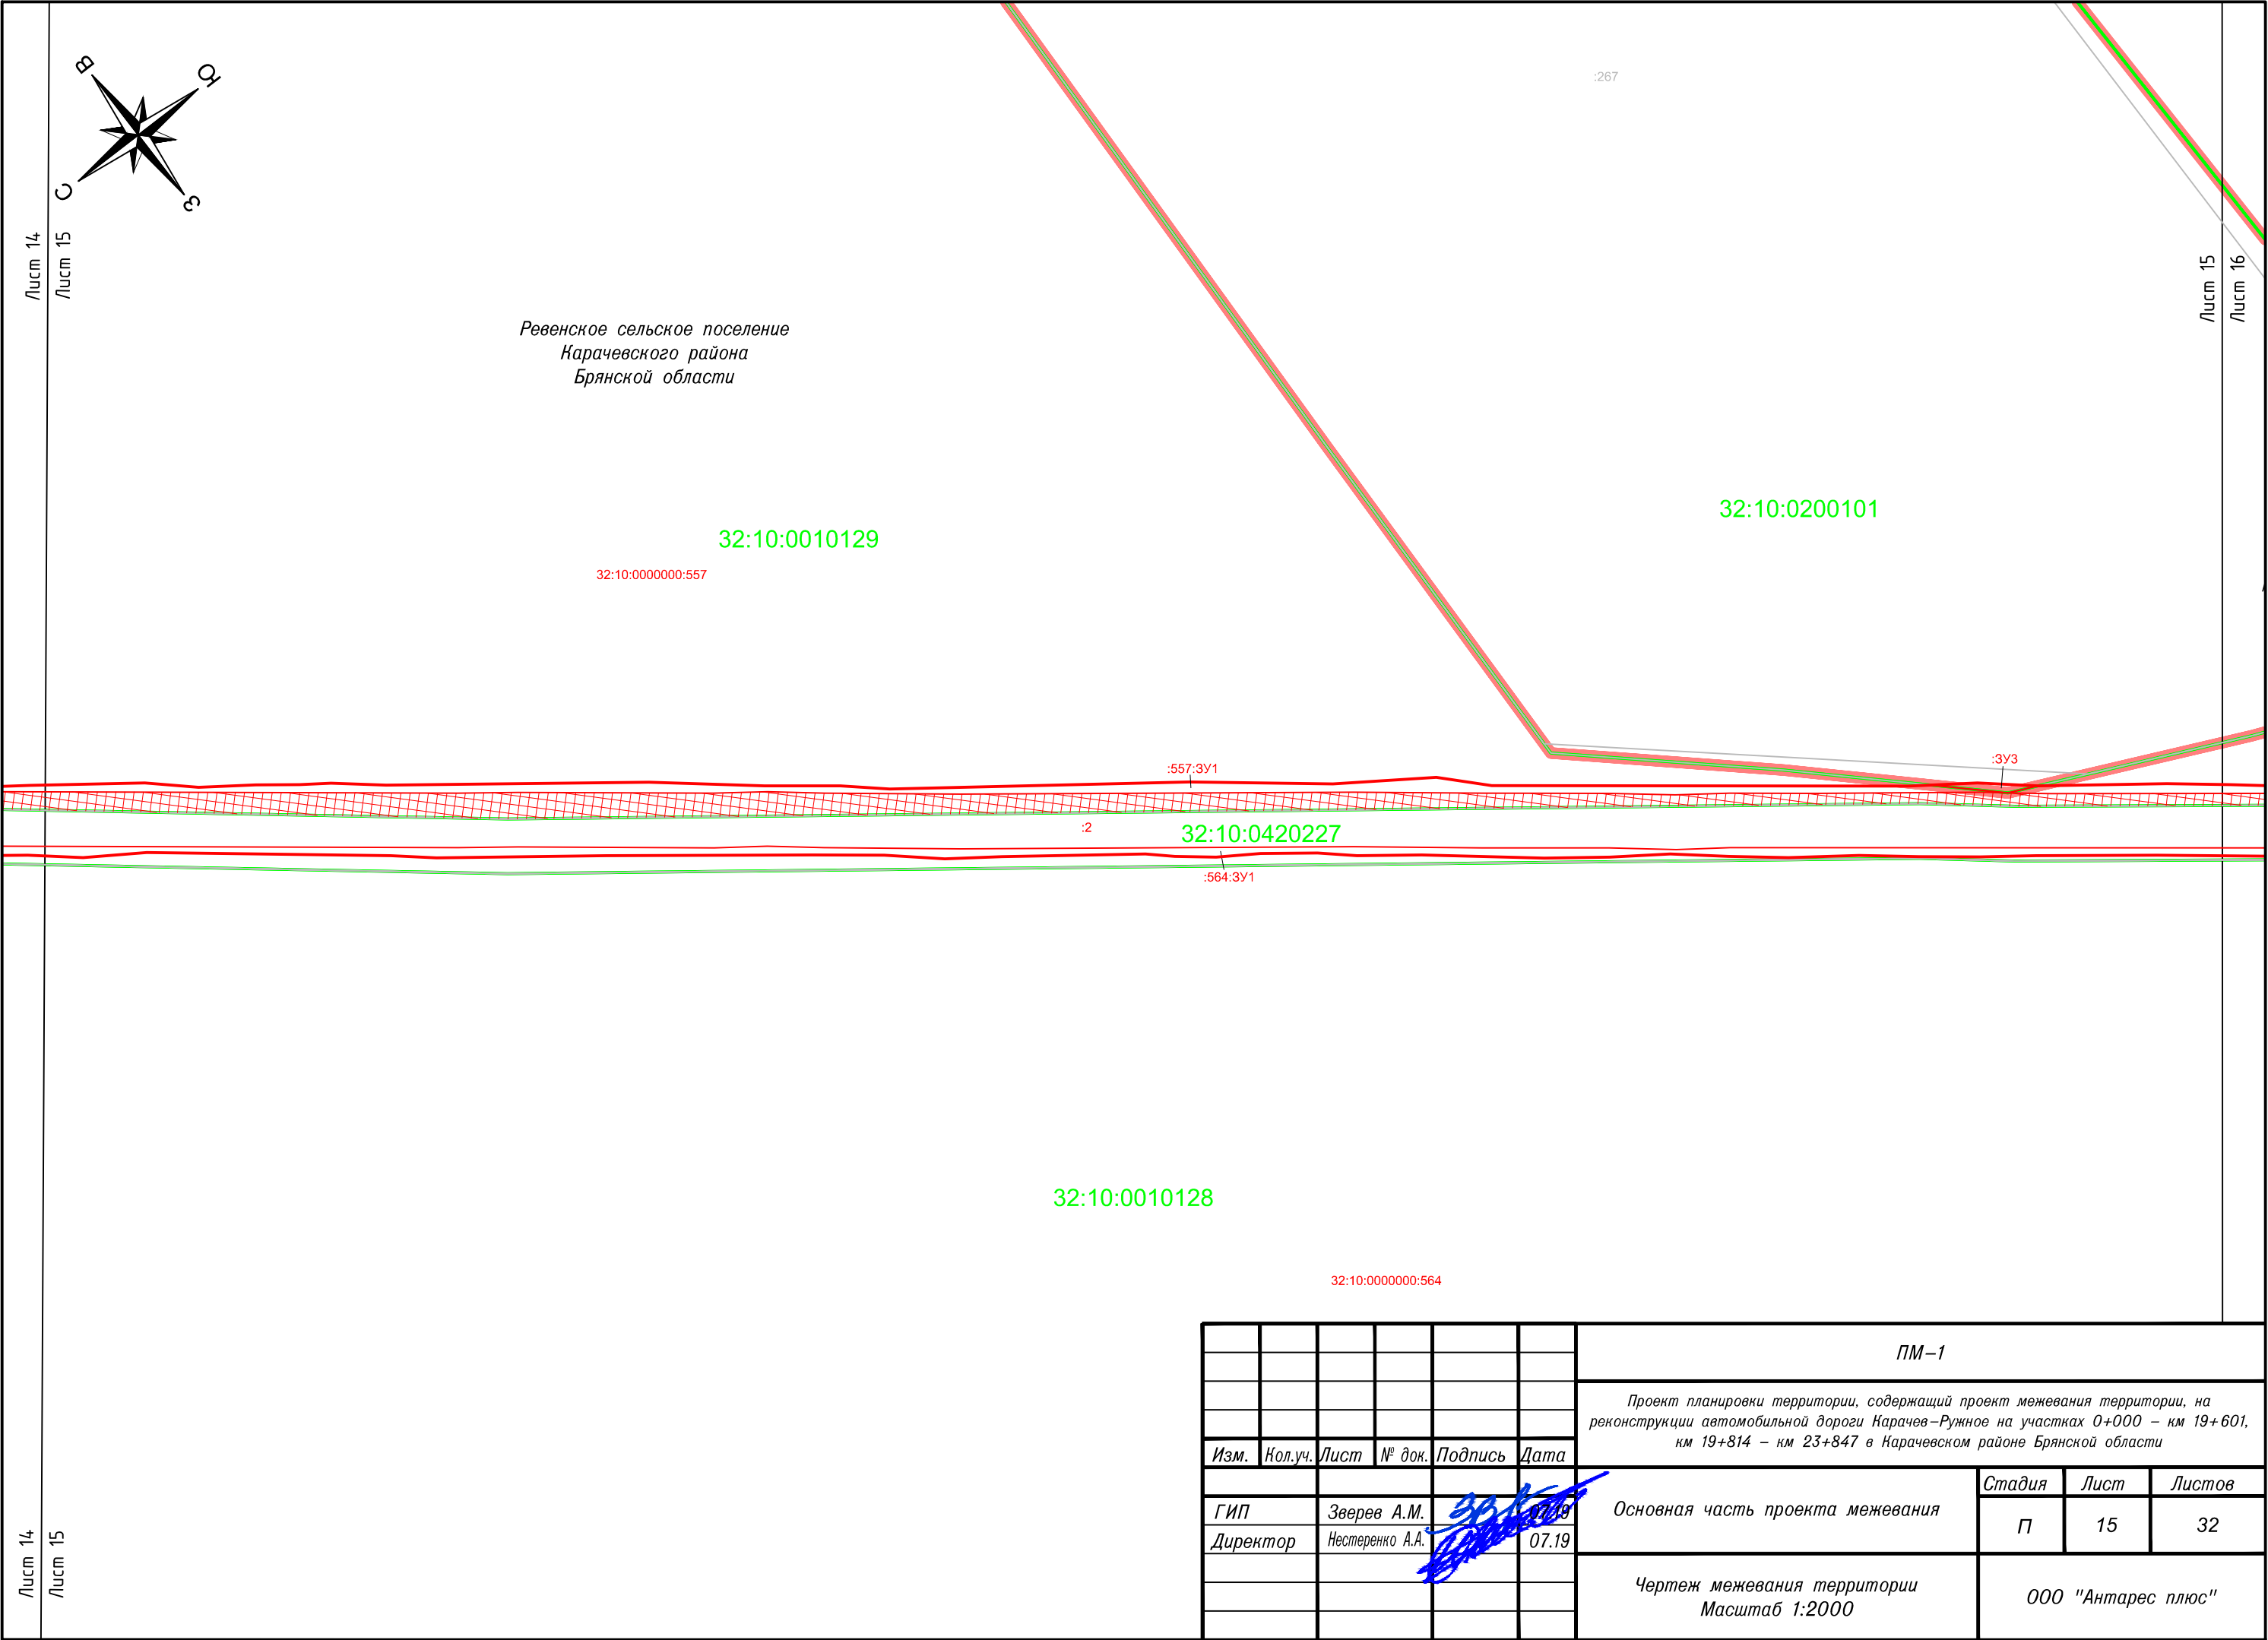 В
Ю
С
З
Лист 14
Лист 15
Лист 15
Лист 16
:267
Ревенское сельское поселение
Карачевского района
Брянской области
32:10:0200101
32:10:0010129
32:10:0000000:557
:557:ЗУ1
:ЗУ3
:2
32:10:0420227
:564:ЗУ1
32:10:0010128
32:10:0000000:564
Лист 14
Лист 15
ПМ-1
Проект планировки территории, содержащий проект межевания территории, на
реконструкции автомобильной дороги Карачев-Ружное на участках 0+000 - км 19+601,
км 19+814 - км 23+847 в Карачевском районе Брянской области
Изм. Кол.уч. Лист № док. Подпись Дата
ГИП Зверев А.М. 07.19
Директор Нестеренко А.А. 07.19
Основная часть проекта межевания
Стадия Лист Листов
П 15 32
Чертеж межевания территории
Масштаб 1:2000
ООО "Антарес плюс"